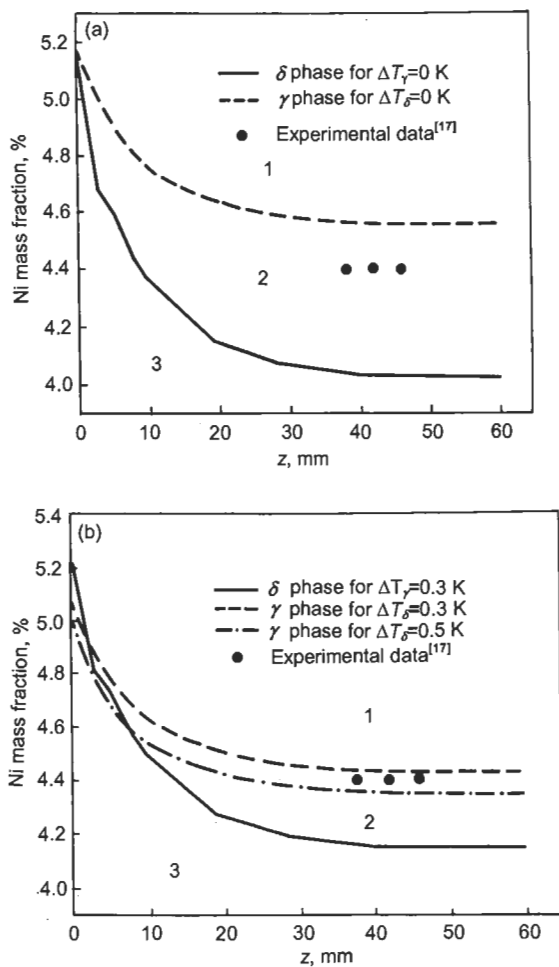 (a)
5.2
5.0
4.8
4.6
4.4
4.2
4.0
Ni mass fraction, %
δ phase for ΔTγ=0 K
γ phase for ΔTδ=0 K
Experimental data[17]
1
2
3
0 10 20 30 40 50 60
z, mm
(b)
5.4
5.2
5.0
4.8
4.6
4.4
4.2
4.0
Ni mass fraction, %
δ phase for ΔTγ=0.3 K
γ phase for ΔTδ=0.3 K
γ phase for ΔTδ=0.5 K
Experimental data[17]
1
2
3
0 10 20 30 40 50 60
z, mm